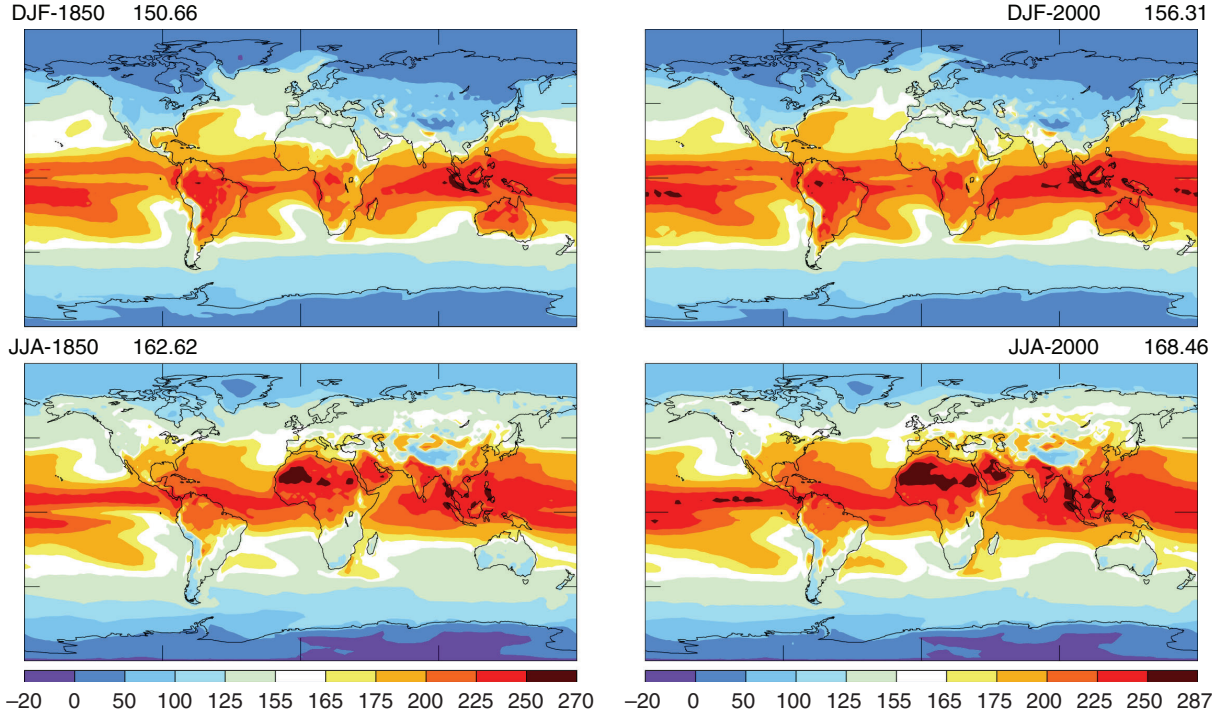 DJF-1850 150.66
DJF-2000 156.31
JJA-1850 162.62
JJA-2000 168.46
−20 0 50 100 125 155 165 175 200 225 250 270
−20 0 50 100 125 155 165 175 200 225 250 287